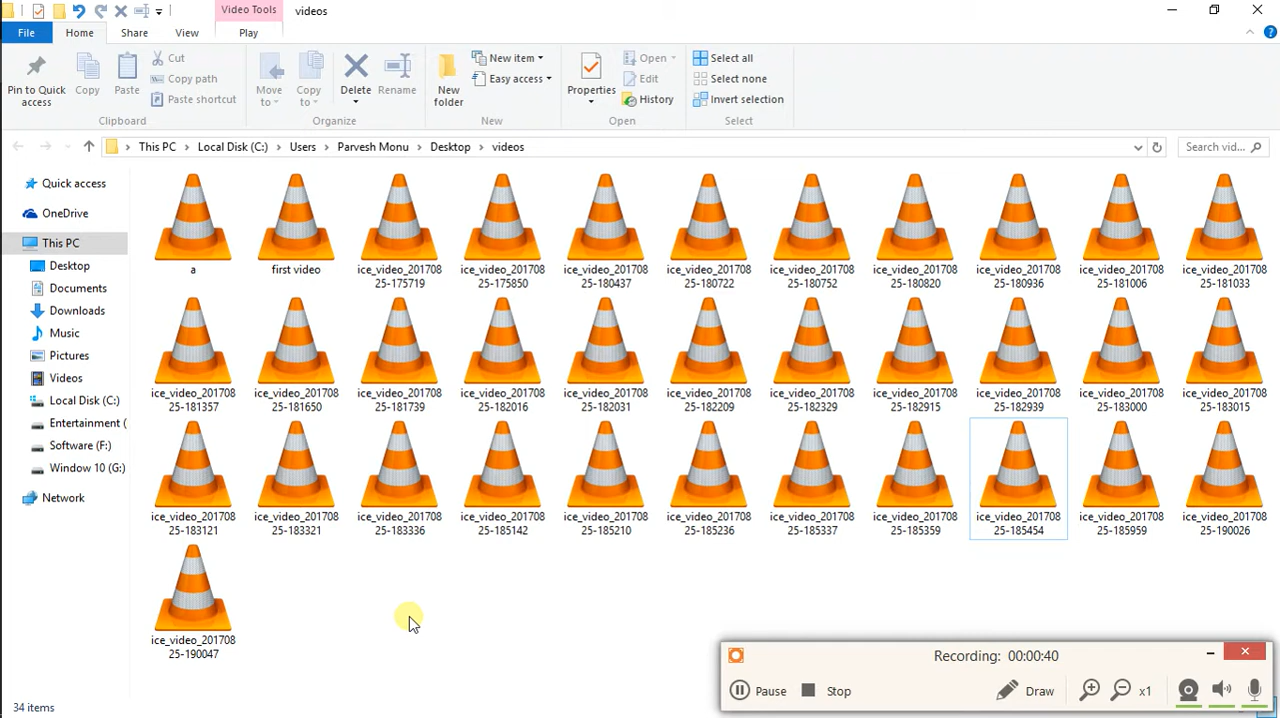 Video Tools
videos
File
Home
Share
View
Play
Pin to Quick
access
Copy
Paste
Cut
Copy path
Paste shortcut
Clipboard
Move
to
Copy
to
Delete
Rename
Organize
New
folder
New item
Easy access
New
Properties
Open
Edit
History
Open
Select all
Select none
Invert selection
Select
This PC
Local Disk (C:)
Users
Parvesh Monu
Desktop
videos
Search vid...
Quick access
OneDrive
This PC
Desktop
Documents
Downloads
Music
Pictures
Videos
Local Disk (C:)
Entertainment (
Software (F:)
Window 10 (G:)
Network
a
first video
ice_video_201708
25-175719
ice_video_201708
25-175850
ice_video_201708
25-180437
ice_video_201708
25-180722
ice_video_201708
25-180752
ice_video_201708
25-180820
ice_video_201708
25-180936
ice_video_201708
25-181006
ice_video_201708
25-181033
ice_video_201708
25-181357
ice_video_201708
25-181650
ice_video_201708
25-181739
ice_video_201708
25-182016
ice_video_201708
25-182031
ice_video_201708
25-182209
ice_video_201708
25-182329
ice_video_201708
25-182915
ice_video_201708
25-182939
ice_video_201708
25-183000
ice_video_201708
25-183015
ice_video_201708
25-183121
ice_video_201708
25-183321
ice_video_201708
25-183336
ice_video_201708
25-185142
ice_video_201708
25-185210
ice_video_201708
25-185236
ice_video_201708
25-185337
ice_video_201708
25-185359
ice_video_201708
25-185454
ice_video_201708
25-185959
ice_video_201708
25-190026
ice_video_201708
25-190047
Recording: 00:00:40
Pause
Stop
Draw
x1
34 items